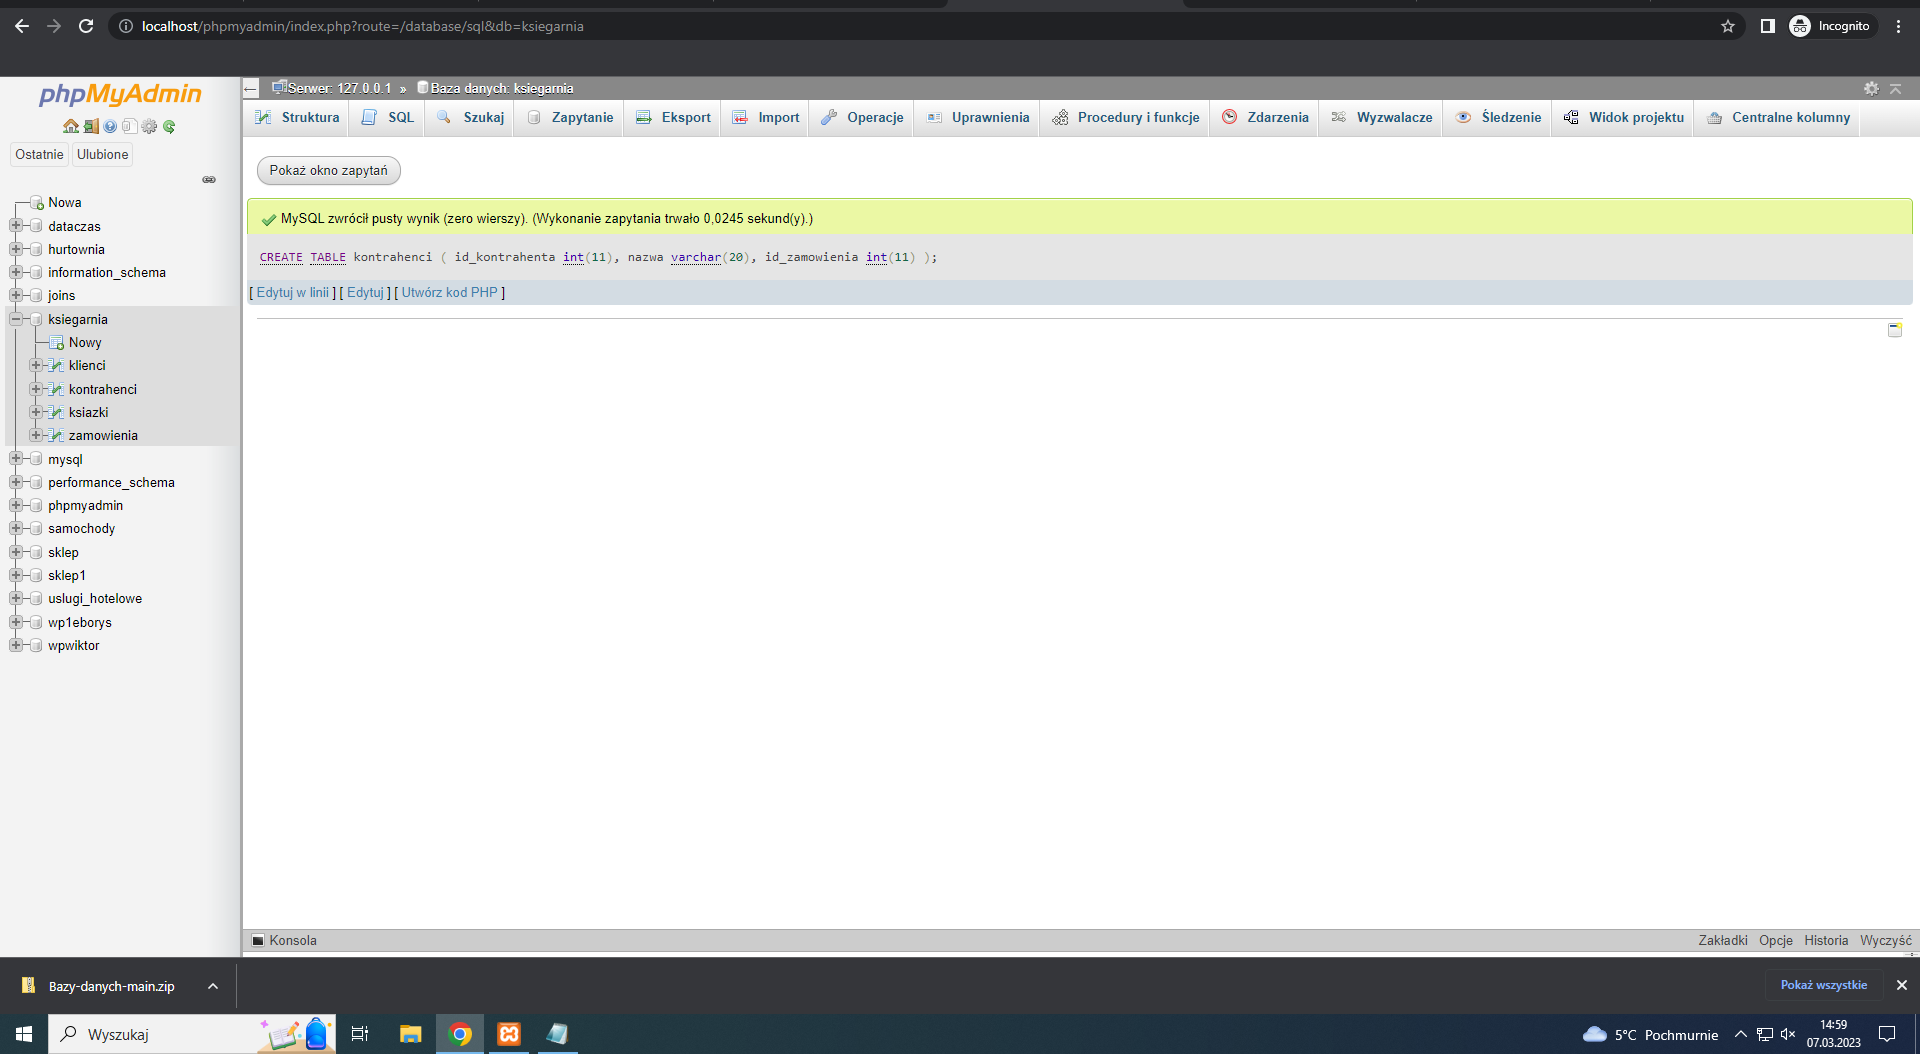 localhost/phpmyadmin/index.php?route=/database/sql&db=ksiegarnia
Incognito
phpMyAdmin
Ostatnie
Ulubione
Nowa
dataczas
hurtownia
information_schema
joins
ksiegarnia
Nowy
klienci
kontrahenci
ksiazki
zamowienia
mysql
performance_schema
phpmyadmin
samochody
sklep
sklep1
uslugi_hotelowe
wp1eborys
wpwiktor
Serwer: 127.0.0.1 » Baza danych: ksiegarnia
Struktura SQL Szukaj Zapytanie Eksport Import Operacje Uprawnienia Procedury i funkcje Zdarzenia Wyzwalacze Śledzenie Widok projektu Centralne kolumny
Pokaż okno zapytań
MySQL zwrócił pusty wynik (zero wierszy). (Wykonanie zapytania trwało 0,0245 sekund(y).)
CREATE TABLE kontrahenci ( id_kontrahenta int(11), nazwa varchar(20), id_zamowienia int(11) );
[ Edytuj w linii ] [ Edytuj ] [ Utwórz kod PHP ]
Konsola
Zakładki Opcje Historia Wyczyść
Bazy-danych-main.zip
Pokaż wszystkie
Wyszukaj
5°C Pochmurnie
14:59
07.03.2023